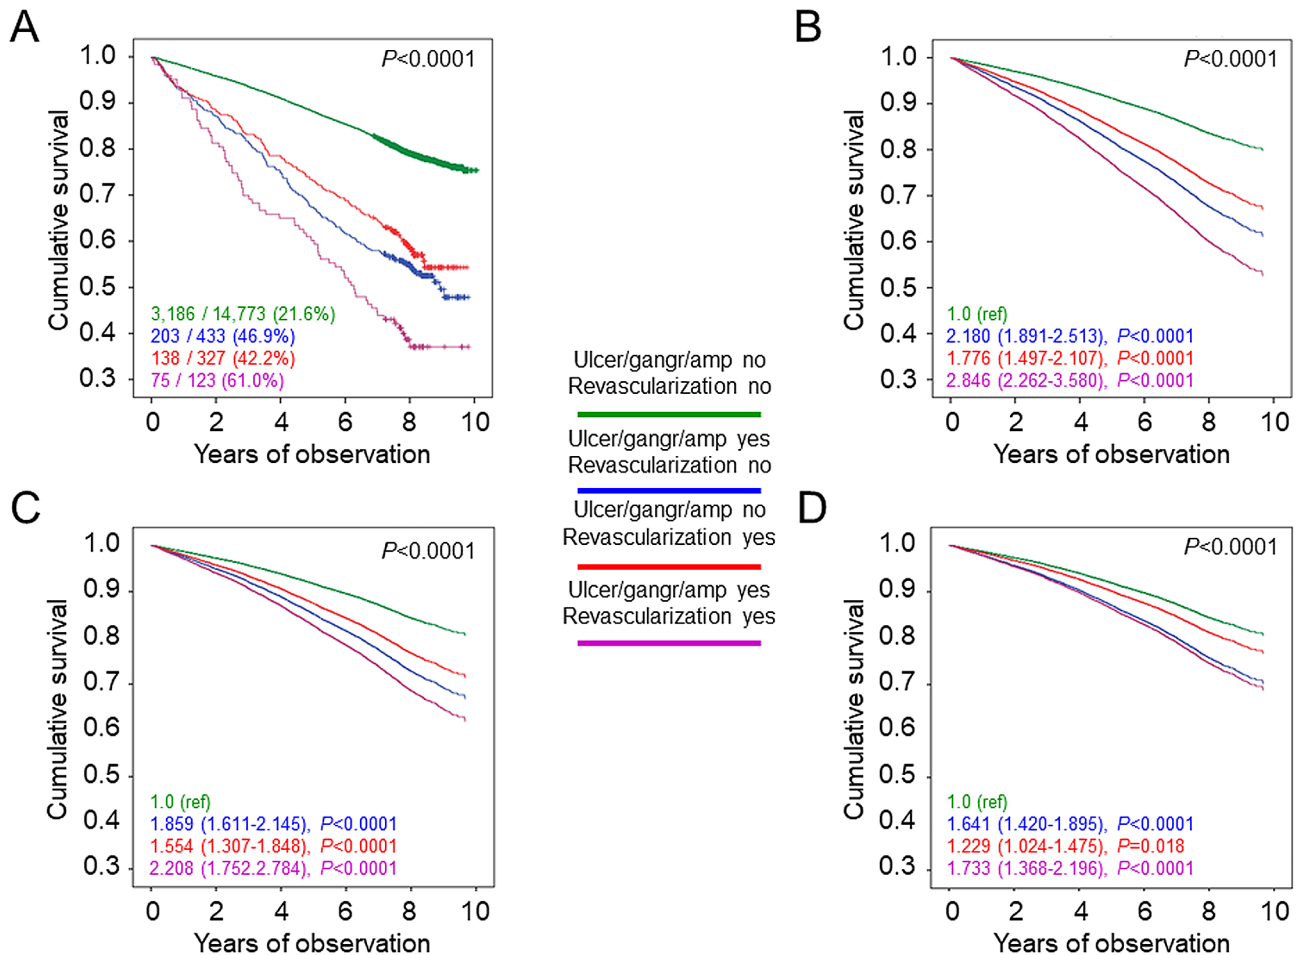 A
P<0.0001
Cumulative survival
1.0
0.9
0.8
0.7
0.6
0.5
0.4
0.3
3,186 / 14,773 (21.6%)
203 / 433 (46.9%)
138 / 327 (42.2%)
75 / 123 (61.0%)
0 2 4 6 8 10
Years of observation
B
P<0.0001
Cumulative survival
1.0
0.9
0.8
0.7
0.6
0.5
0.4
0.3
1.0 (ref)
2.180 (1.891-2.513), P<0.0001
1.776 (1.497-2.107), P<0.0001
2.846 (2.262-3.580), P<0.0001
0 2 4 6 8 10
Years of observation
Ulcer/gangr/amp no
Revascularization no
Ulcer/gangr/amp yes
Revascularization no
Ulcer/gangr/amp no
Revascularization yes
Ulcer/gangr/amp yes
Revascularization yes
C
P<0.0001
Cumulative survival
1.0
0.9
0.8
0.7
0.6
0.5
0.4
0.3
1.0 (ref)
1.859 (1.611-2.145), P<0.0001
1.554 (1.307-1.848), P<0.0001
2.208 (1.752.2.784), P<0.0001
0 2 4 6 8 10
Years of observation
D
P<0.0001
Cumulative survival
1.0
0.9
0.8
0.7
0.6
0.5
0.4
0.3
1.0 (ref)
1.641 (1.420-1.895), P<0.0001
1.229 (1.024-1.475), P=0.018
1.733 (1.368-2.196), P<0.0001
0 2 4 6 8 10
Years of observation